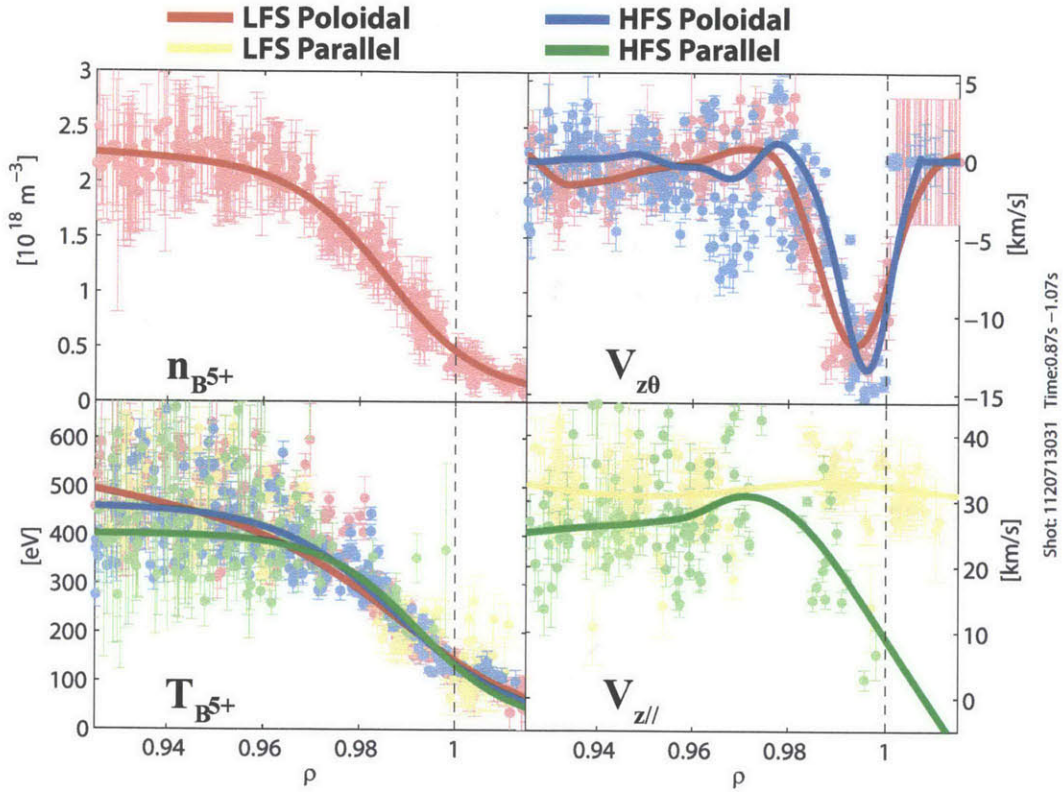 LFS Poloidal HFS Poloidal
LFS Parallel HFS Parallel
3
2.5
2
1.5
1
0.5
0
[10^18 m^−3]
n_B5+
5
0
−5
−10
−15
[km/s]
V_zθ
600
500
400
300
200
100
0
[eV]
T_B5+
40
30
20
10
0
[km/s]
V_z//
0.94 0.96 0.98 1
ρ
0.94 0.96 0.98 1
ρ
Shot: 1120713031 Time:0.87s −1.07s